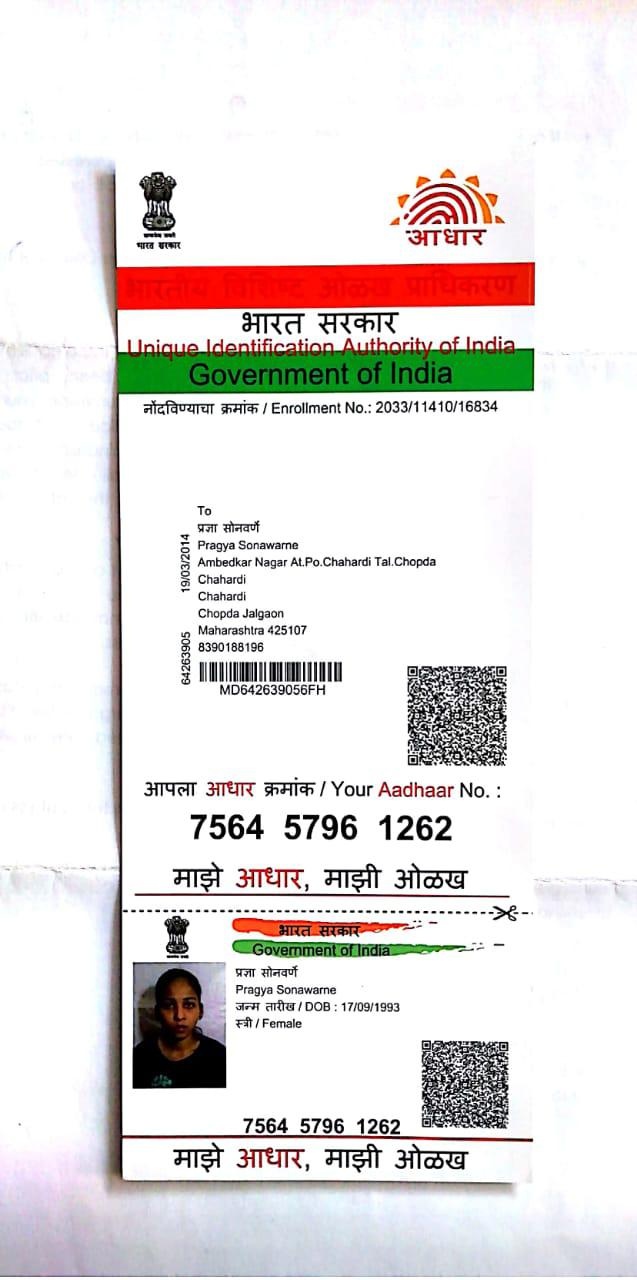 भारत सरकार
आधार
भारतीय विशिष्ट ओळख प्राधिकरण
भारत सरकार
Unique Identification Authority of India
Government of India
नोंदविण्याचा क्रमांक / Enrollment No.: 2033/11410/16834
To
प्रज्ञा सोनवर्णे
Pragya Sonawarne
Ambedkar Nagar At.Po.Chahardi Tal.Chopda
Chahardi
Chahardi
Chopda Jalgaon
Maharashtra 425107
8390188196
19/03/2014
64263905
MD642639056FH
आपला आधार क्रमांक / Your Aadhaar No. :
7564 5796 1262
माझे आधार, माझी ओळख
भारत सरकार
Government of India
प्रज्ञा सोनवर्णे
Pragya Sonawarne
जन्म तारीख / DOB : 17/09/1993
स्त्री / Female
7564 5796 1262
माझे आधार, माझी ओळख